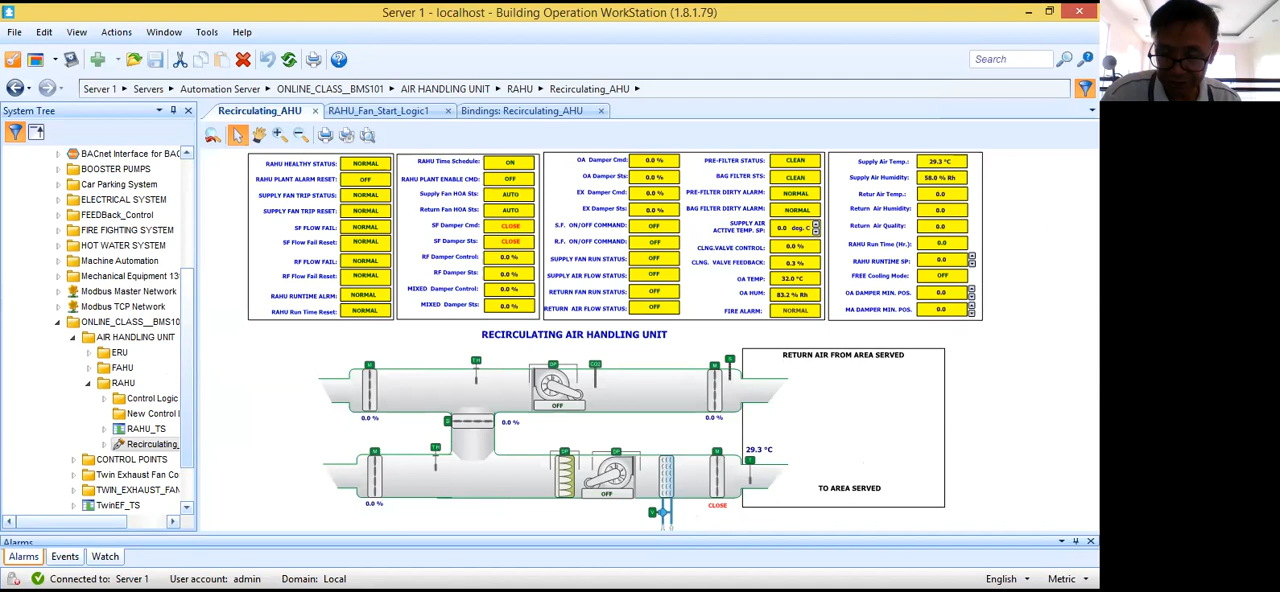 Server 1 - localhost - Building Operation WorkStation (1.8.1.79)
File Edit View Actions Window Tools Help
Search
Server 1 Servers Automation Server ONLINE_CLASS__BMS101 AIR HANDLING UNIT RAHU Recirculating_AHU
System Tree
Recirculating_AHU RAHU_Fan_Start_Logic1 Bindings: Recirculating_AHU
BACnet Interface for BA
BOOSTER PUMPS
Car Parking System
ELECTRICAL SYSTEM
FEEDBack_Control
FIRE FIGHTING SYSTEM
HOT WATER SYSTEM
Machine Automation
Mechanical Equipment 13
Modbus Master Network
Modbus TCP Network
ONLINE_CLASS__BMS10
AIR HANDLING UNIT
ERU
FAHU
RAHU
Control Logic
New Control l
RAHU_TS
Recirculating_
CONTROL POINTS
Twin Exhaust Fan Co
TWIN_EXHAUST_FAN
TwinEF_TS
RAHU HEALTHY STATUS: NORMAL
RAHU PLANT ALARM RESET: OFF
SUPPLY FAN TRIP STATUS: NORMAL
SUPPLY FAN TRIP RESET: NORMAL
SF FLOW FAIL: NORMAL
SF Flow Fail Reset: NORMAL
RF FLOW FAIL: NORMAL
RF Flow Fail Reset: NORMAL
RAHU RUNTIME ALRM: NORMAL
RAHU Run Time Reset: NORMAL
RAHU Time Schedule: ON
RAHU PLANT ENABLE CMD: OFF
Supply Fan HOA Sts: AUTO
Return Fan HOA Sts: AUTO
SF Damper Cmd: CLOSE
SF Damper Sts: CLOSE
RF Damper Cmd: 0.0 %
RF Damper Sts: 0.0 %
MIXED Damper Control: 0.0 %
MIXED Damper Sts: 0.0 %
OA Damper Cmd: 0.0 %
OA Damper Sts: 0.0 %
EX Damper Cmd: 0.0 %
EX Damper Sts: 0.0 %
S.F. ON/OFF COMMAND: OFF
R.F. ON/OFF COMMAND: OFF
SUPPLY FAN RUN STATUS: OFF
SUPPLY AIR FLOW STATUS: OFF
RETURN FAN RUN STATUS: OFF
RETURN AIR FLOW STATUS: OFF
PRE-FILTER STATUS: CLEAN
BAG FILTER STS: CLEAN
PRE-FILTER DIRTY ALARM: NORMAL
BAG FILTER DIRTY ALARM: NORMAL
SUPPLY AIR
ACTIVE TEMP. SP: 0.0 deg. C
CLNG.VALVE CONTROL: 0.0 %
CLNG. VALVE FEEDBACK: 0.3 %
OA TEMP: 32.0 °C
OA HUM: 83.2 % Rh
FIRE ALARM: NORMAL
Supply Air Temp.: 29.3 °C
Supply Air Humidity: 58.0 % Rh
Retur Air Temp.: 0.0
Return Air Humidity: 0.0
Return Air Quality: 0.0
RAHU Run Time (Hr.): 0.0
RAHU RUNTIME SP: 0.0
FREE Cooling Mode: OFF
OA DAMPER MIN. POS. 0.0
MA DAMPER MIN. POS. 0.0
RECIRCULATING AIR HANDLING UNIT
RETURN AIR FROM AREA SERVED
M TH DP CO2 M S
OFF
0.0 % 0.0 % 0.0 %
29.3 °C
M TH DP DP M T
TO AREA SERVED
OFF
0.0 % CLOSE
V
Alarms
Alarms Events Watch
Connected to: Server 1 User account: admin Domain: Local English Metric